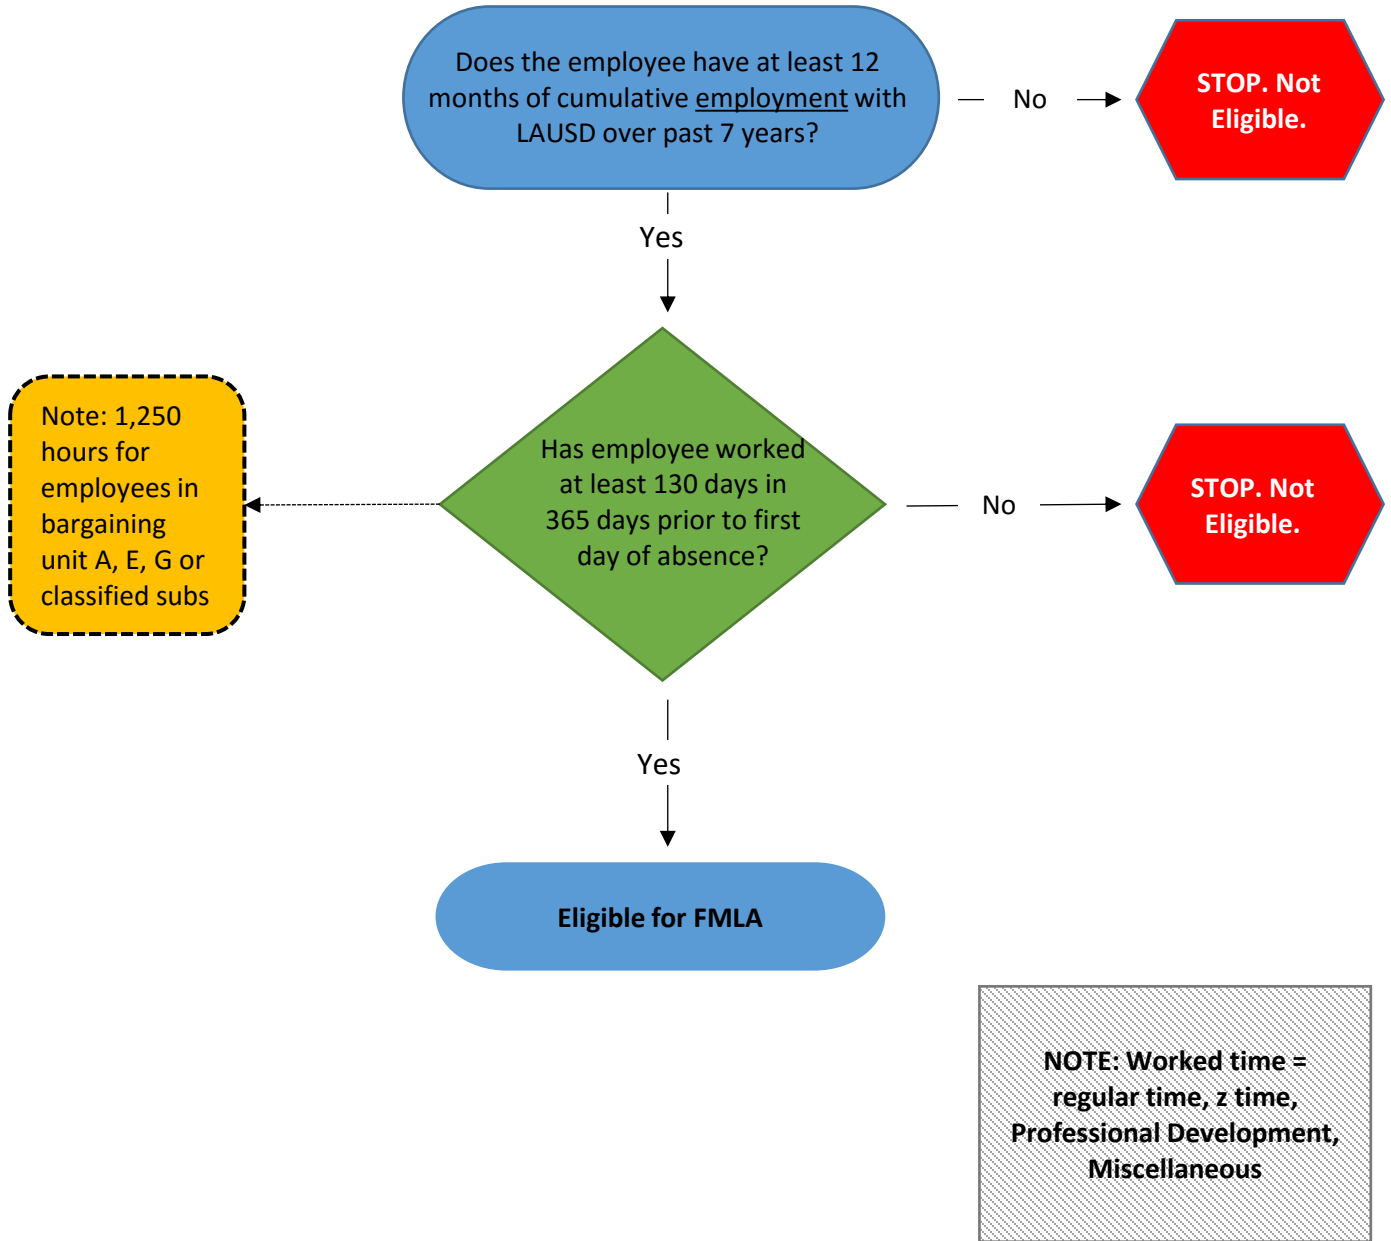 Does the employee have at least 12
months of cumulative employment with
LAUSD over past 7 years?
No
STOP. Not
Eligible.
Yes
Note: 1,250
hours for
employees in
bargaining
unit A, E, G or
classified subs
Has employee worked
at least 130 days in
365 days prior to first
day of absence?
No
STOP. Not
Eligible.
Yes
Eligible for FMLA
NOTE: Worked time =
regular time, z time,
Professional Development,
Miscellaneous